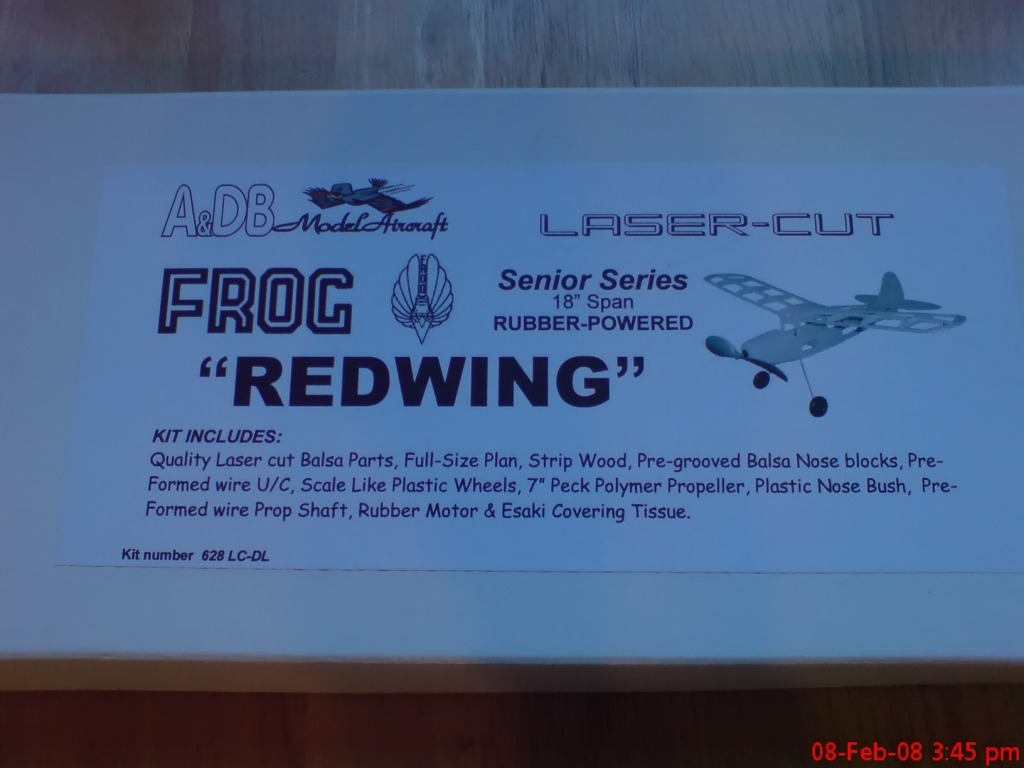 A&DB Model Aircraft
LASER-CUT
FROG
FROG
Senior Series
18” Span
RUBBER-POWERED
“REDWING”
KIT INCLUDES:
Quality Laser cut Balsa Parts, Full-Size Plan, Strip Wood, Pre-grooved Balsa Nose blocks, Pre-
Formed wire U/C, Scale Like Plastic Wheels, 7” Peck Polymer Propeller, Plastic Nose Bush, Pre-
Formed wire Prop Shaft, Rubber Motor & Esaki Covering Tissue.
Kit number 628 LC-DL
08-Feb-08 3:45 pm